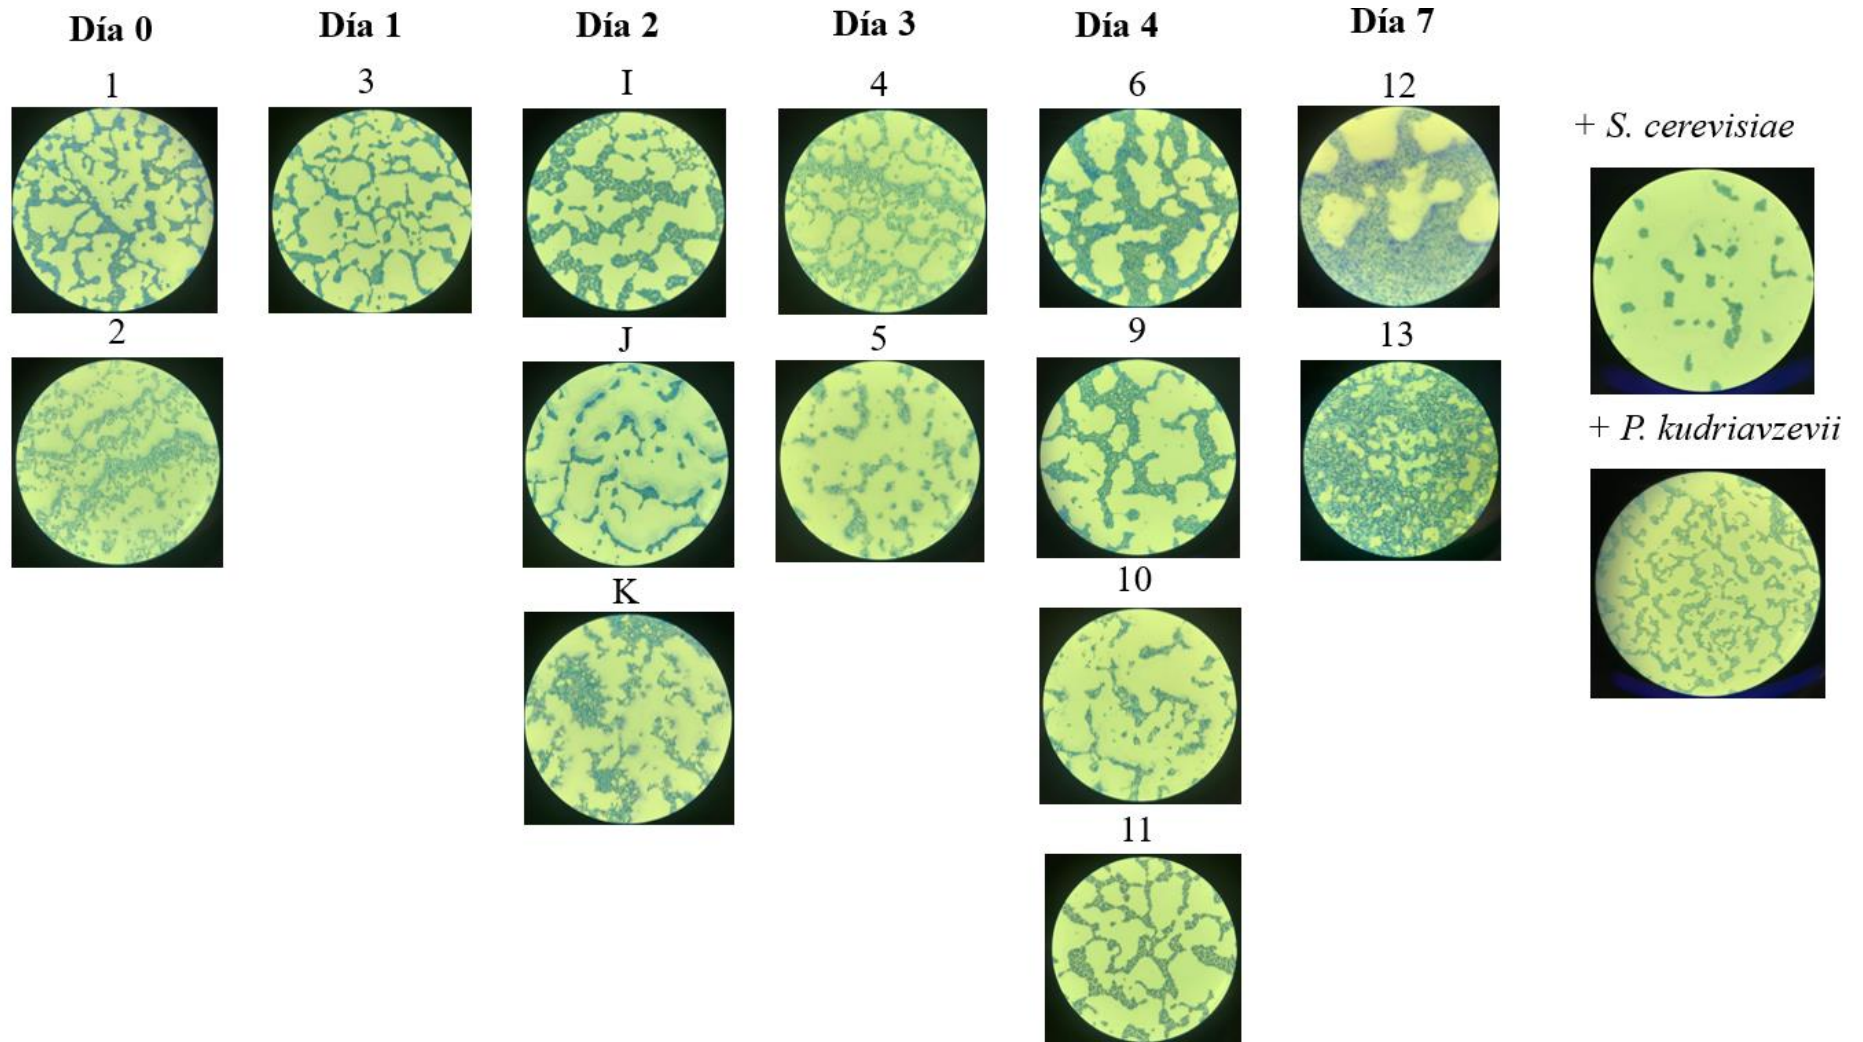 Día 0
Día 1
Día 2
Día 3
Día 4
Día 7
1
3
I
4
6
12
+ S. cerevisiae
2
J
5
9
13
+ P. kudriavzevii
K
10
11